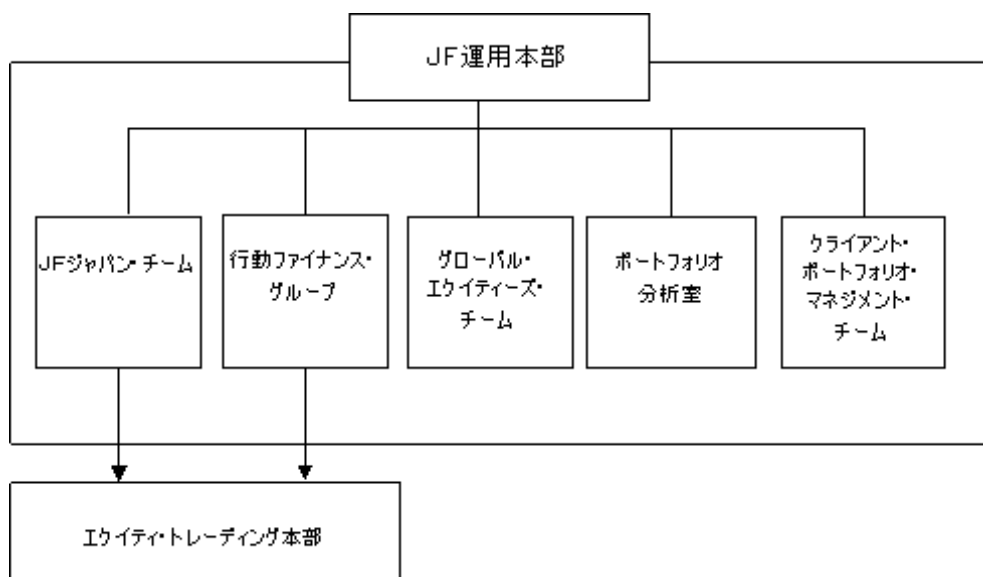 JF運用本部
JFジャパン・チーム
行動ファイナンス・
グループ
グローバル・
エクイティーズ・
チーム
ポートフォリオ
分析室
クライアント・
ポートフォリオ・
マネジメント・
チーム
エクイティ・トレーディング本部